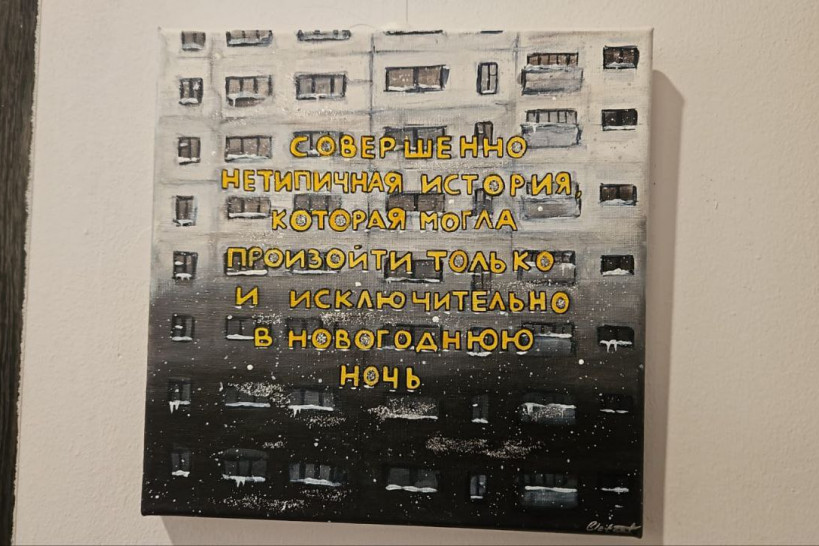 СОВЕРШЕННО
НЕТИПИЧНАЯ ИСТОРИЯ,
КОТОРАЯ МОГЛА
ПРОИЗОЙТИ ТОЛЬКО
И ИСКЛЮЧИТЕЛЬНО
В НОВОГОДНЮЮ
НОЧЬ